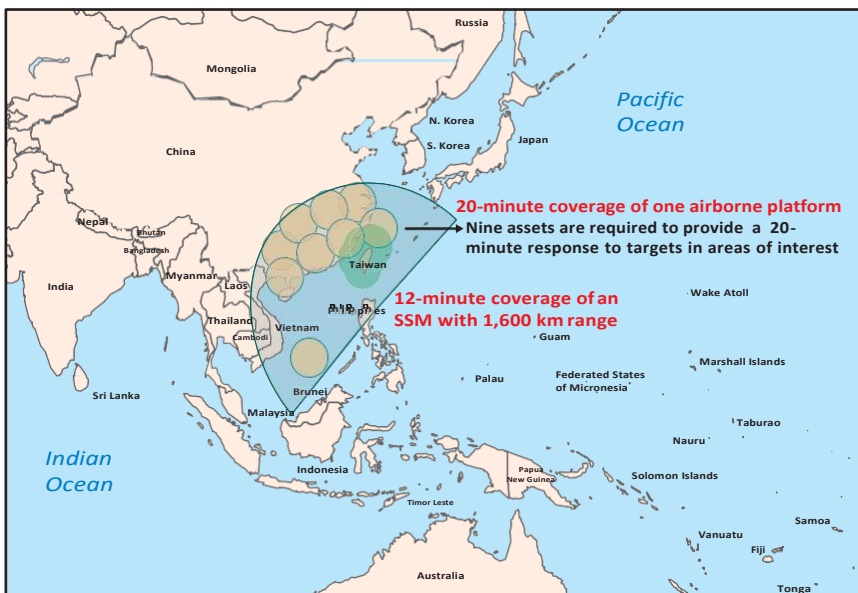 Russia
Mongolia
Pacific
Ocean
N. Korea
S. Korea
Japan
China
20-minute coverage of one airborne platform
Nine assets are required to provide a 20-
minute response to targets in areas of interest
Nepal
Bhutan
Bangladesh
Taiwan
India
Myanmar
Laos
Wake Atoll
12-minute coverage of an
SSM with 1,600 km range
Thailand
Vietnam
Cambodi
Guam
Marshall Islands
Federated States
of Micronesia
Palau
Sri Lanka
Brunei
Malaysia
Taburao
Nauru
Indian
Ocean
Indonesia
Papua
New Guinea
Solomon Islands
Timor Leste
Samoa
Vanuatu
Fiji
Australia
Tonga